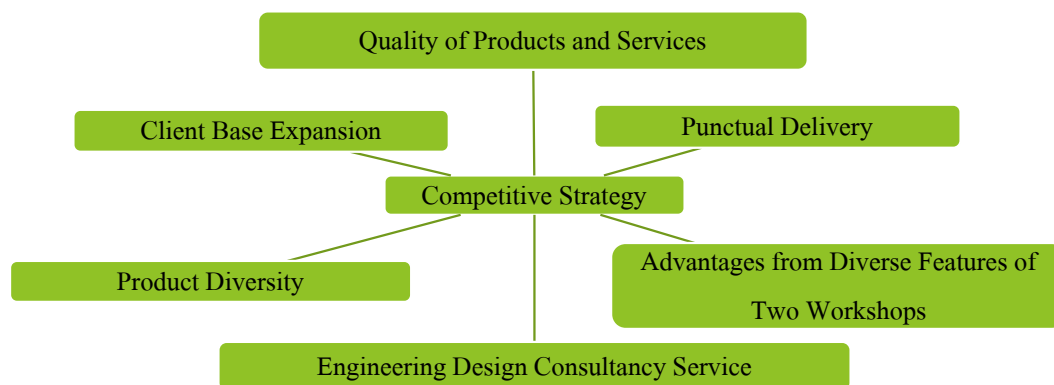 Quality of Products and Services
Client Base Expansion
Punctual Delivery
Competitive Strategy
Product Diversity
Advantages from Diverse Features of
Two Workshops
Engineering Design Consultancy Service